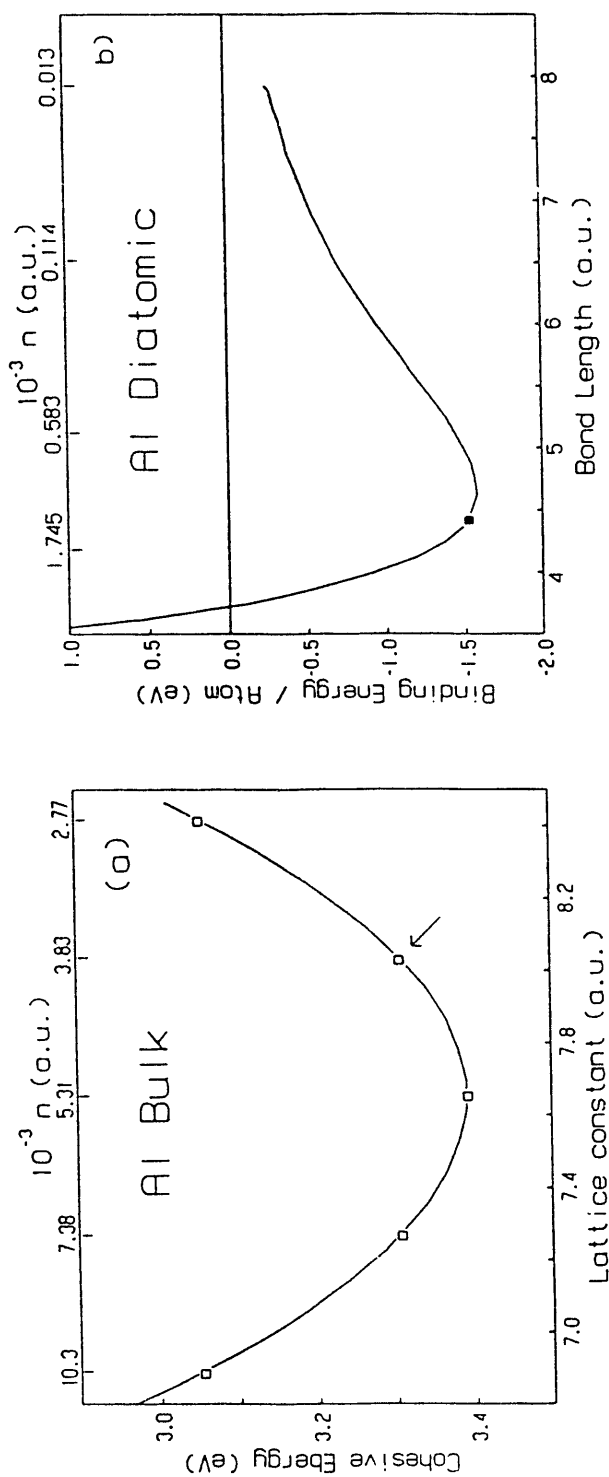 10⁻³ n (a.u.)
10.3 7.38 5.31 3.83 2.77
Al Bulk
(a)
Cohesive Ebergy (eV)
3.0
3.2
3.4
7.0 7.4 7.8 8.2
Lattice constant (a.u.)
10⁻³ n (a.u.)
1.745 0.583 0.114 0.013
Al Diatomic
b)
Binding Energy / Atom (eV)
1.0
0.5
0.0
-0.5
-1.0
-1.5
-2.0
4 5 6 7 8
Bond Length (a.u.)